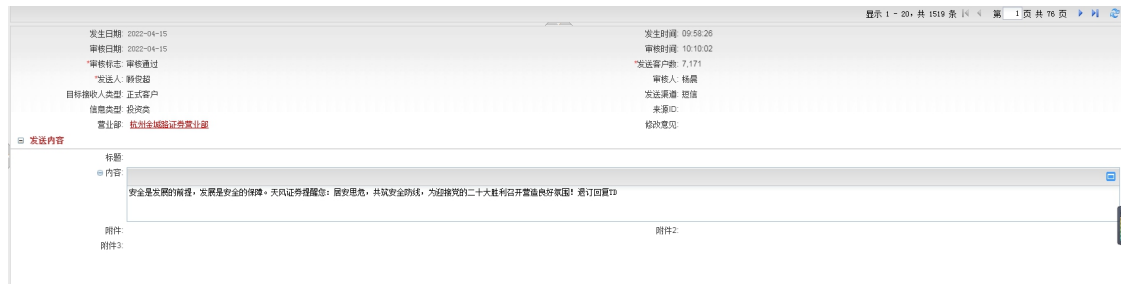 显示 1 - 20，共 1519 条 第 1 页 共 76 页
发生日期: 2022-04-15 发生时间: 09:58:26
审核日期: 2022-04-15 审核时间: 10:10:02
*审核标志: 审核通过 *发送客户数: 7,171
*发送人: 顾俊超 审核人: 杨晨
目标接收人类型: 正式客户 发送渠道: 短信
信息类型: 投资类 来源ID:
营业部: 杭州金城路证券营业部 修改意见:
发送内容
标题:
内容:
安全是发展的前提，发展是安全的保障。天风证券提醒您：居安思危，共筑安全防线，为迎接党的二十大胜利召开营造良好氛围！退订回复TD
附件: 附件2:
附件3: